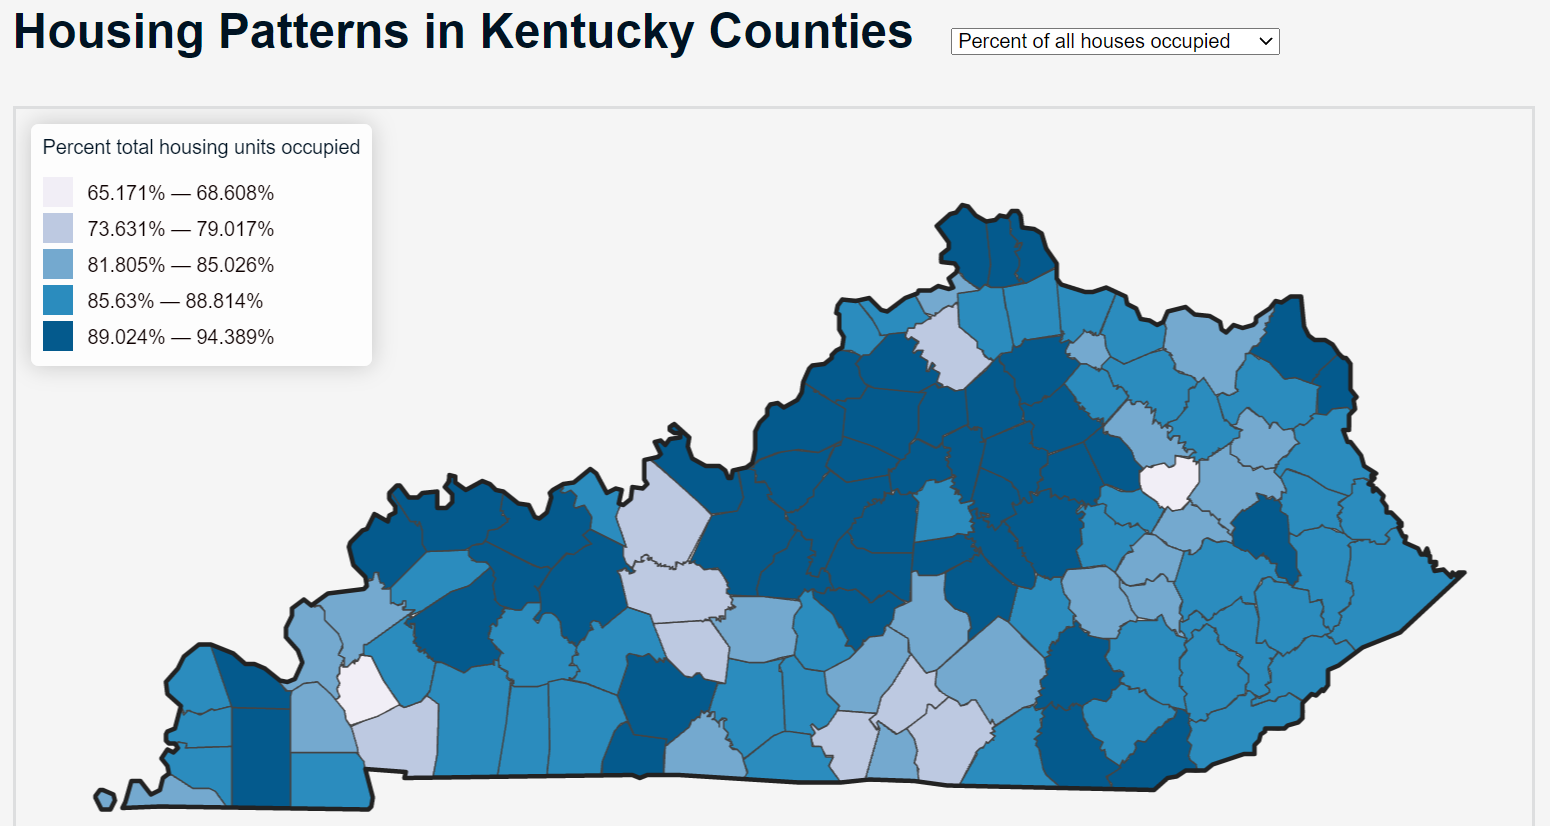 Housing Patterns in Kentucky Counties
Percent of all houses occupied
Percent total housing units occupied
65.171% — 68.608%
73.631% — 79.017%
81.805% — 85.026%
85.63% — 88.814%
89.024% — 94.389%